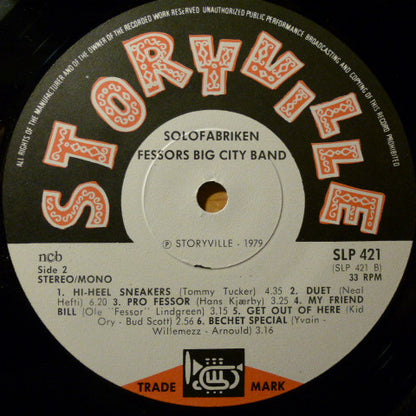 ALL RIGHTS OF THE MANUFACTURER AND OF THE OWNER OF THE RECORDED WORK RESERVED UNAUTHORIZED PUBLIC PERFORMANCE BROADCASTING AND COPYING OF THIS RECORD PROHIBITED
STORYVILLE
SOLOFABRIKEN
FESSORS BIG CITY BAND
Ⓟ STORYVILLE - 1979
ncb
Side 2
STEREO/MONO
SLP 421
(SLP 421 B)
33 RPM
1. HI-HEEL SNEAKERS (Tommy Tucker) 4.35 2. DUET (Neal
Hefti) 6.20 3. PRO FESSOR (Hans Kjærby) 3.25 4. MY FRIEND
BILL (Ole "Fessor" Lindgreen) 3.15 5. GET OUT OF HERE (Kid
Ory - Bud Scott) 2.56 6. BECHET SPECIAL (Yvain -
Willemezz - Arnould) 3.16
TRADE MARK